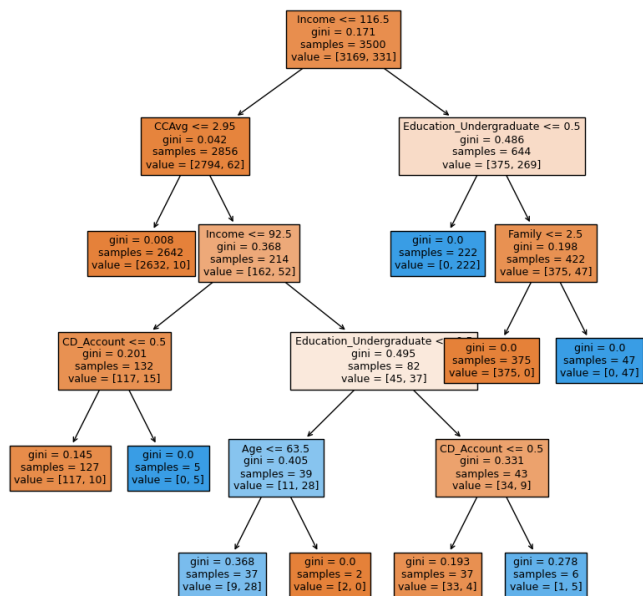 Income <= 116.5
gini = 0.171
samples = 3500
value = [3169, 331]
CCAvg <= 2.95
gini = 0.042
samples = 2856
value = [2794, 62]
Education_Undergraduate <= 0.5
gini = 0.486
samples = 644
value = [375, 269]
gini = 0.008
samples = 2642
value = [2632, 10]
Income <= 92.5
gini = 0.368
samples = 214
value = [162, 52]
gini = 0.0
samples = 222
value = [0, 222]
Family <= 2.5
gini = 0.198
samples = 422
value = [375, 47]
CD_Account <= 0.5
gini = 0.201
samples = 132
value = [117, 15]
Education_Undergraduate <=
gini = 0.495
samples = 82
value = [45, 37]
gini = 0.0
samples = 375
value = [375, 0]
gini = 0.0
samples = 47
value = [0, 47]
gini = 0.145
samples = 127
value = [117, 10]
gini = 0.0
samples = 5
value = [0, 5]
Age <= 63.5
gini = 0.405
samples = 39
value = [11, 28]
CD_Account <= 0.5
gini = 0.331
samples = 43
value = [34, 9]
gini = 0.368
samples = 37
value = [9, 28]
gini = 0.0
samples = 2
value = [2, 0]
gini = 0.193
samples = 37
value = [33, 4]
gini = 0.278
samples = 6
value = [1, 5]